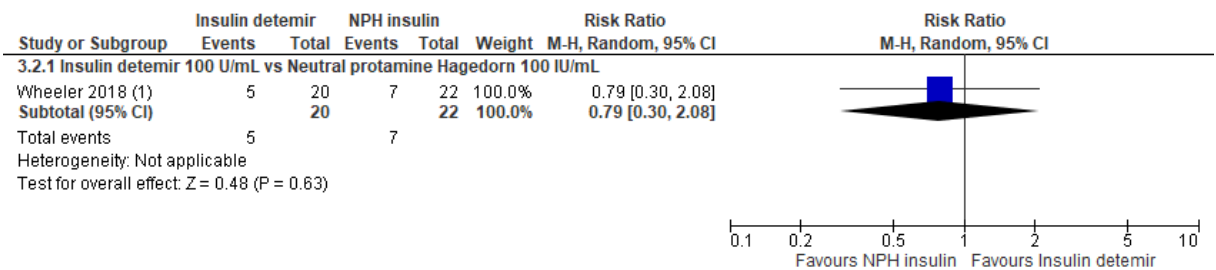 Insulin detemir NPH insulin Risk Ratio Risk Ratio
Study or Subgroup Events Total Events Total Weight M-H, Random, 95% CI M-H, Random, 95% CI
3.2.1 Insulin detemir 100 U/mL vs Neutral protamine Hagedorn 100 IU/mL
Wheeler 2018 (1) 5 20 7 22 100.0% 0.79 [0.30, 2.08]
Subtotal (95% CI) 20 22 100.0% 0.79 [0.30, 2.08]
Total events 5 7
Heterogeneity: Not applicable
Test for overall effect: Z = 0.48 (P = 0.63)
0.1 0.2 0.5 1 2 5 10
Favours NPH insulin Favours Insulin detemir